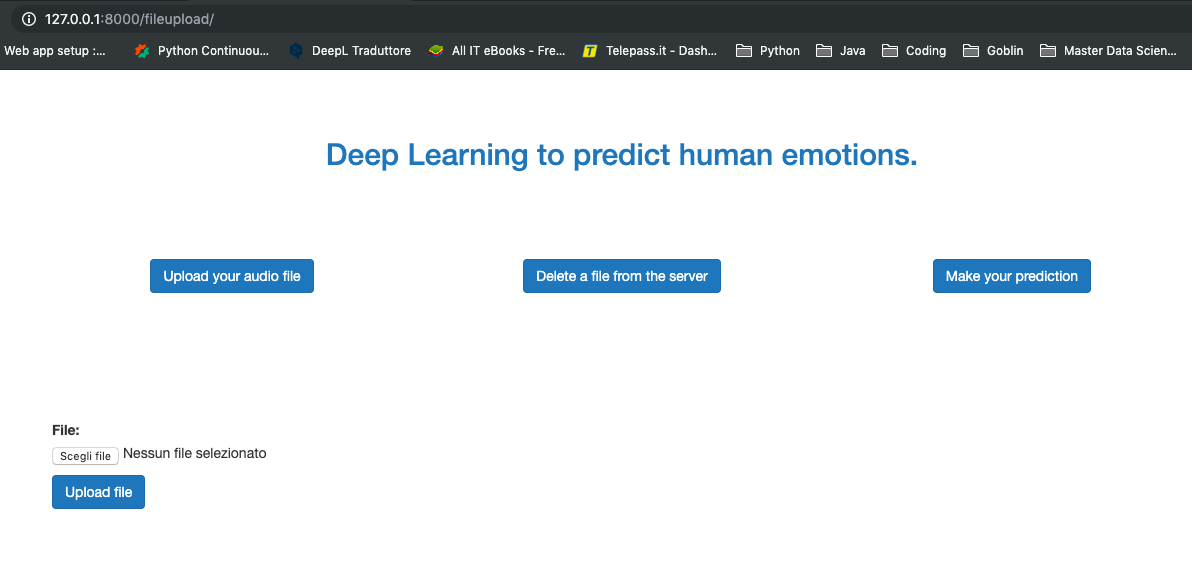 127.0.0.1:8000/fileupload/
Web app setup :... Python Continuou... DeepL Traduttore All IT eBooks - Fre... Telepass.it - Dash... Python Java Coding Goblin Master Data Scien...
Deep Learning to predict human emotions.
Upload your audio file Delete a file from the server Make your prediction
File:
Scegli file Nessun file selezionato
Upload file